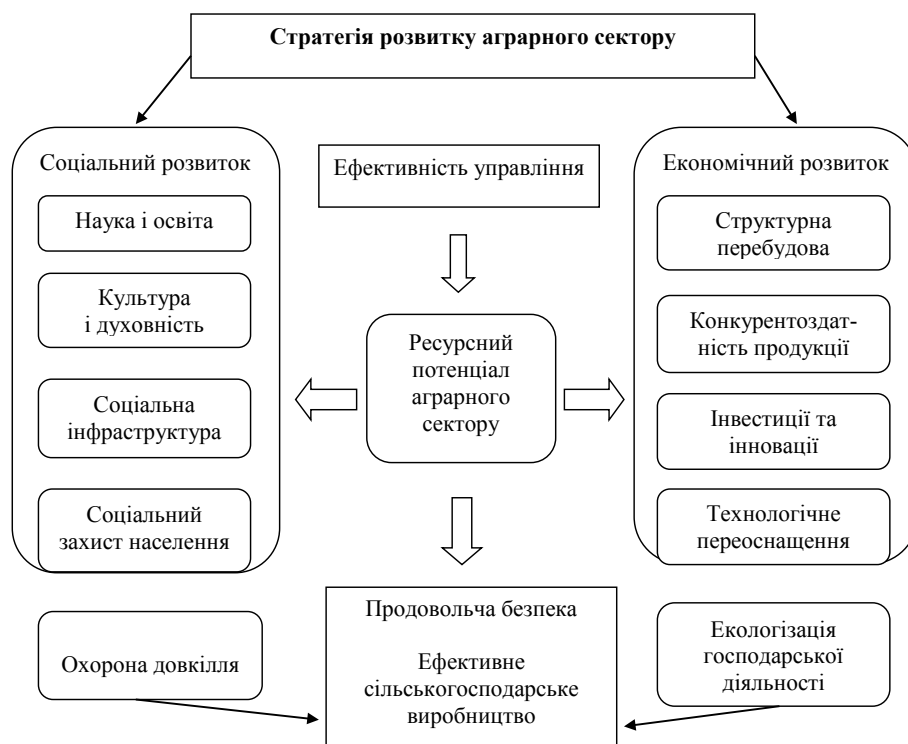 Стратегія розвитку аграрного сектору
Соціальний розвиток
Наука і освіта
Культура
і духовність
Соціальна
інфраструктура
Соціальний
захист населення
Ефективність управління
Ресурсний
потенціал
аграрного
сектору
Економічний розвиток
Структурна
перебудова
Конкурентоздат-
ність продукції
Інвестиції та
інновації
Технологічне
переоснащення
Охорона довкілля
Продовольча безпека
Ефективне
сільськогосподарське
виробництво
Екологізація
господарської
діяльності